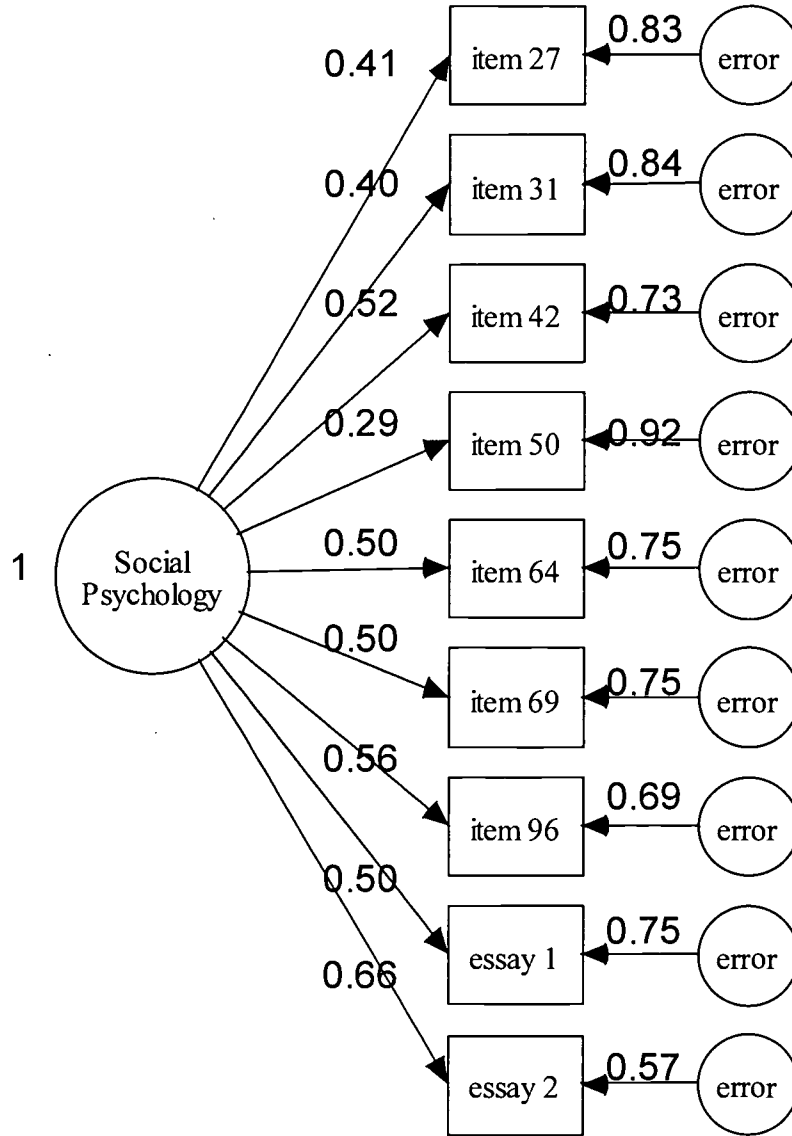 0.41
item 27
0.83
error
0.40
item 31
0.84
error
0.52
item 42
0.73
error
0.29
item 50
0.92
error
1
Social
Psychology
0.50
item 64
0.75
error
0.50
item 69
0.75
error
0.56
item 96
0.69
error
0.50
essay 1
0.75
error
0.66
essay 2
0.57
error